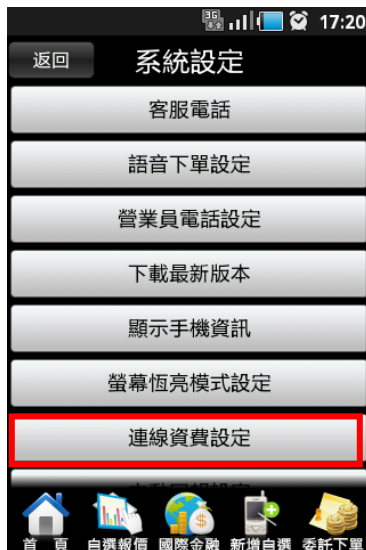 3G 17:20
返回 系統設定
客服電話
語音下單設定
營業員電話設定
下載最新版本
顯示手機資訊
螢幕恆亮模式設定
連線資費設定
首 頁 自選報價 國際金融 新增自選 委託下單